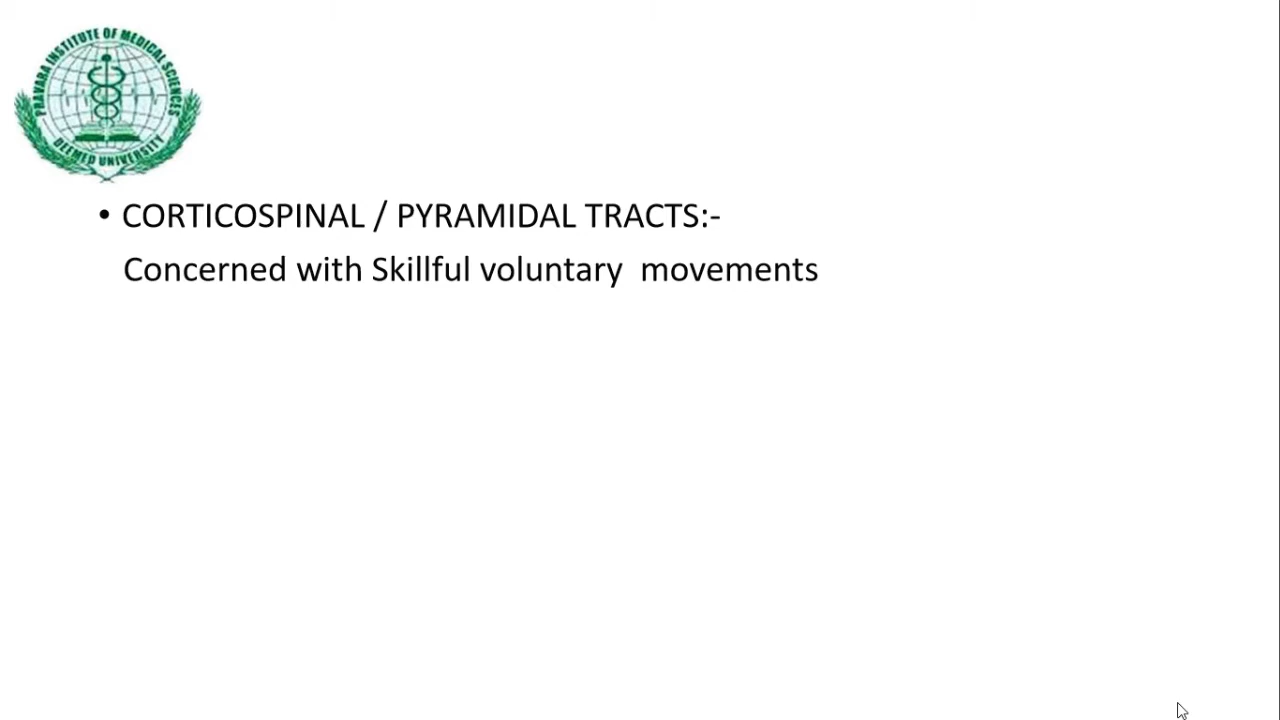 PRAVARA INSTITUTE OF MEDICAL SCIENCES
DEEMED UNIVERSITY
• CORTICOSPINAL / PYRAMIDAL TRACTS:-
Concerned with Skillful voluntary  movements